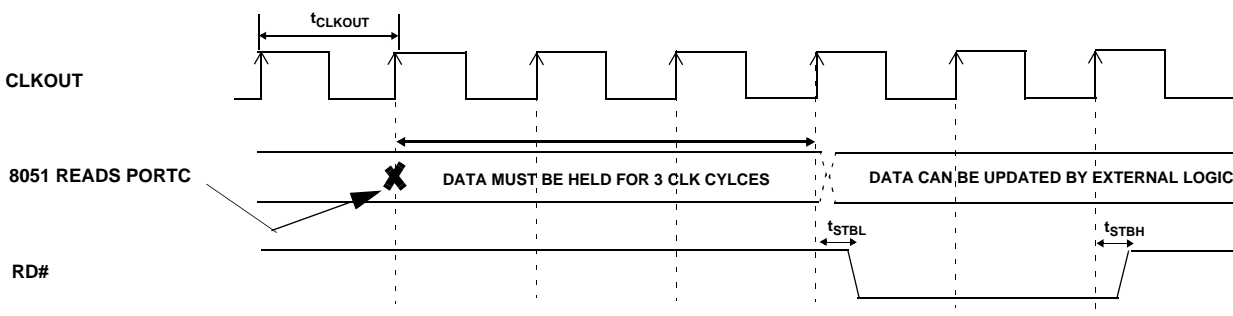 tCLKOUT
CLKOUT
8051 READS PORTC
DATA MUST BE HELD FOR 3 CLK CYLCES
DATA CAN BE UPDATED BY EXTERNAL LOGIC
tSTBL
tSTBH
RD#